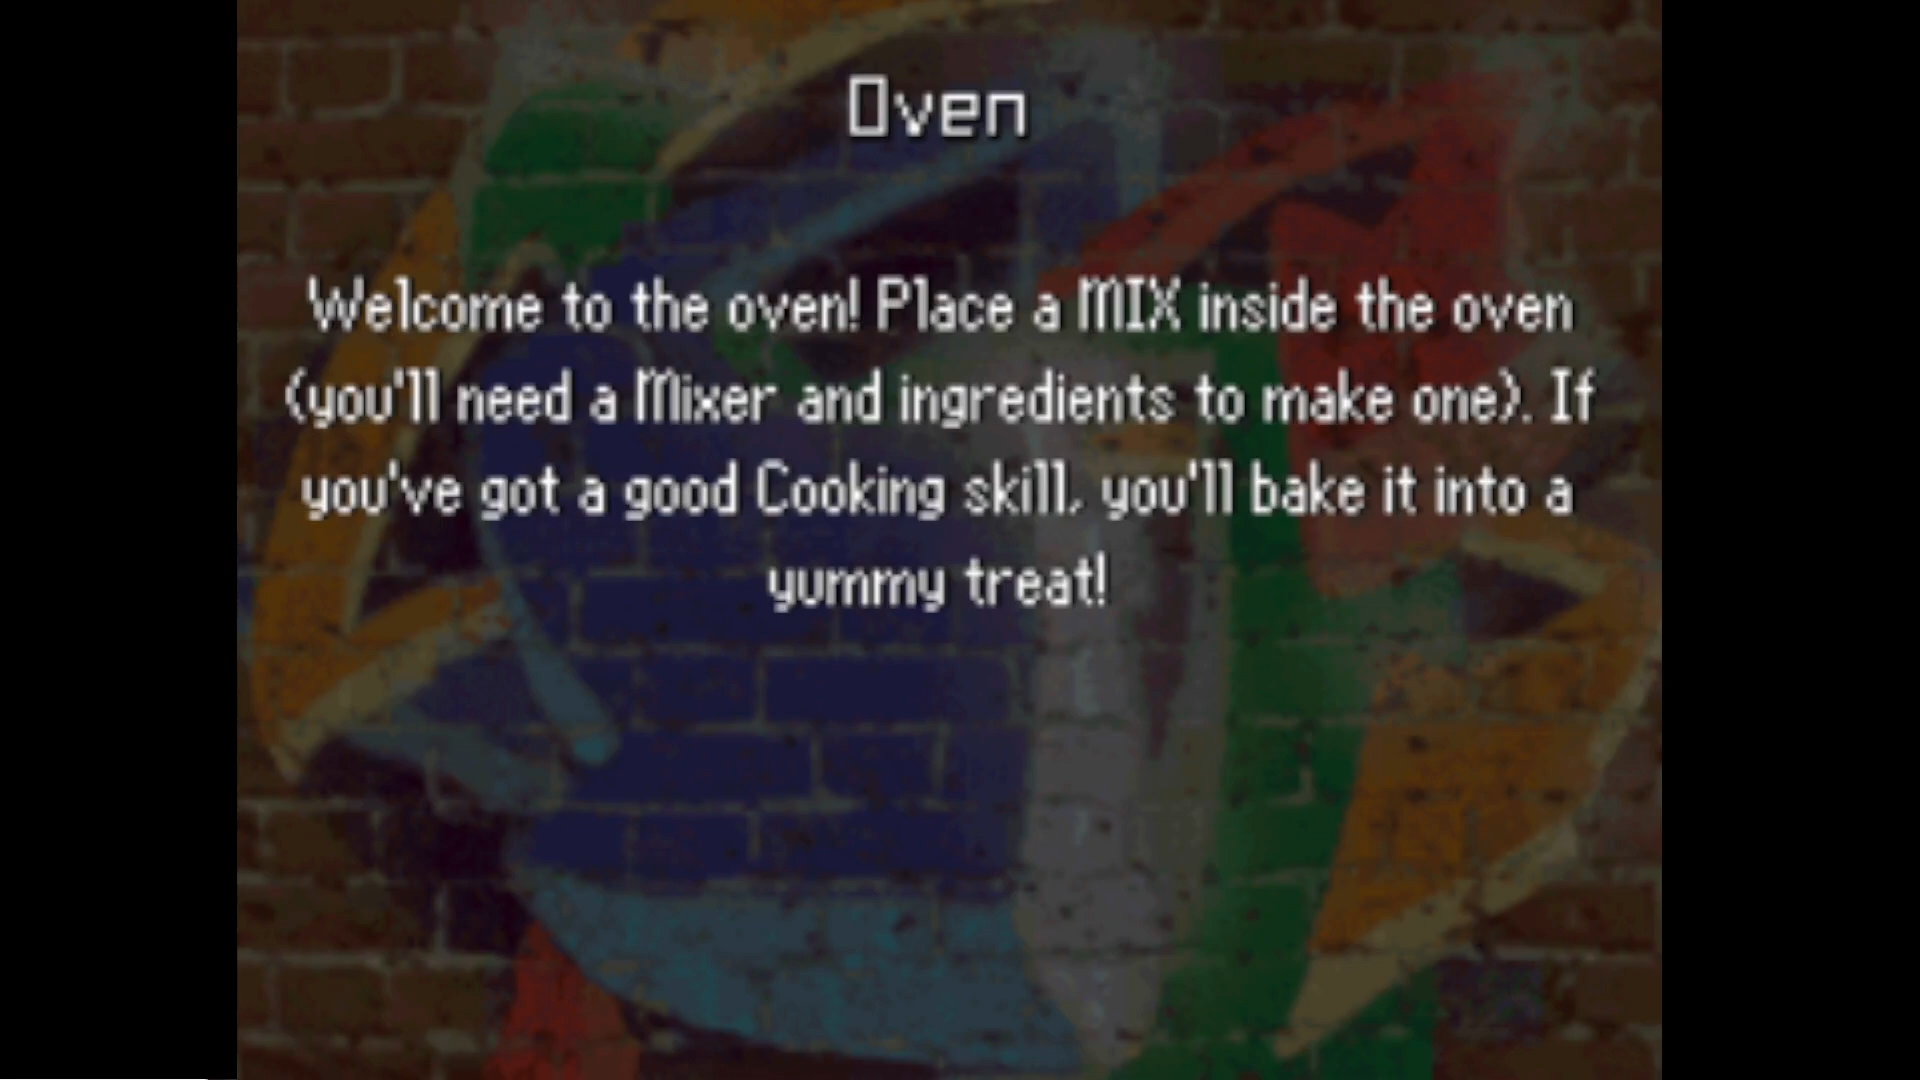 Oven
Welcome to the oven! Place a MIX inside the oven
(you'll need a Mixer and ingredients to make one). If
you've got a good Cooking skill, you'll bake it into a
yummy treat!